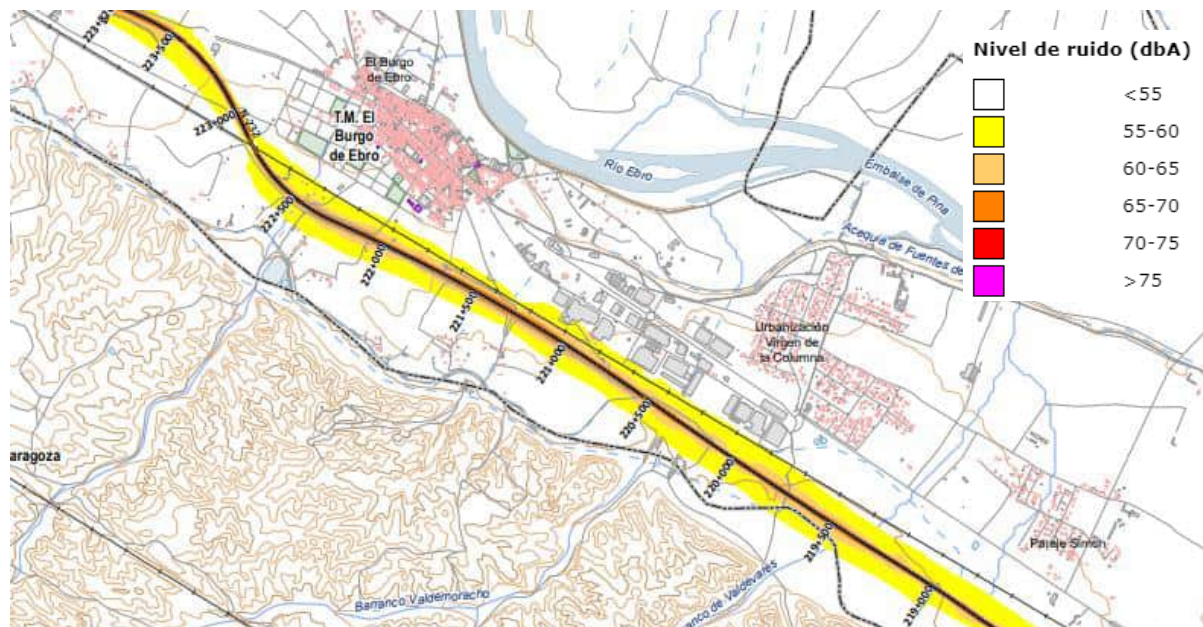 Nivel de ruido (dbA)
<55
55-60
60-65
65-70
70-75
>75
223+500
223+000
N-232
222+500
222+000
221+500
221+000
220+500
220+000
219+500
219+000
El Burgo
de Ebro
T.M. El
Burgo
de Ebro
Río Ebro
Embalse de Pina
Acequia de Fuentes de
Urbanización
Virgen de
la Columna
aragoza
Barranco Valdemoracho
ranco de Valdevares